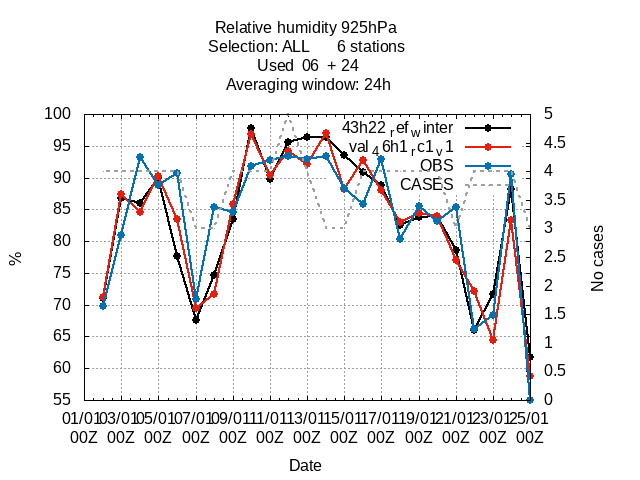 Relative humidity 925hPa
Selection: ALL 6 stations
Used 06 + 24
Averaging window: 24h
43h22_ref_winter
val_46h1_rc1_v1
OBS
CASES
100
95
90
85
80
75
70
65
60
55
%
5
4.5
4
3.5
3
2.5
2
1.5
1
0.5
0
No cases
01/01 03/01 05/01 07/01 09/01 11/01 13/01 15/01 17/01 19/01 21/01 23/01 25/01
00Z 00Z 00Z 00Z 00Z 00Z 00Z 00Z 00Z 00Z 00Z 00Z 00Z
Date